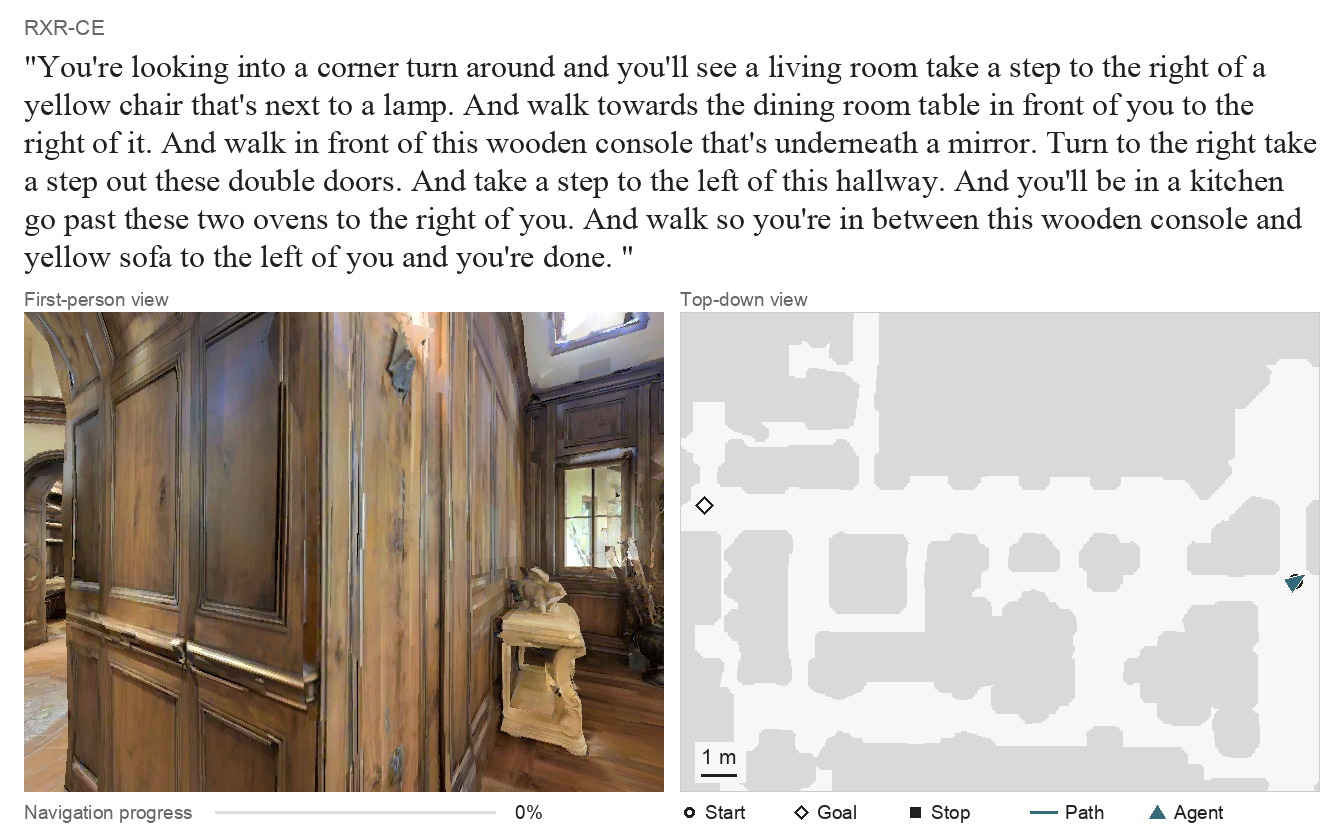 RXR-CE
"You're looking into a corner turn around and you'll see a living room take a step to the right of a
yellow chair that's next to a lamp. And walk towards the dining room table in front of you to the
right of it. And walk in front of this wooden console that's underneath a mirror. Turn to the right take
a step out these double doors. And take a step to the left of this hallway. And you'll be in a kitchen
go past these two ovens to the right of you. And walk so you're in between this wooden console and
yellow sofa to the left of you and you're done. "
First-person view
Top-down view
1 m
Navigation progress
0%
Start
Goal
Stop
Path
Agent